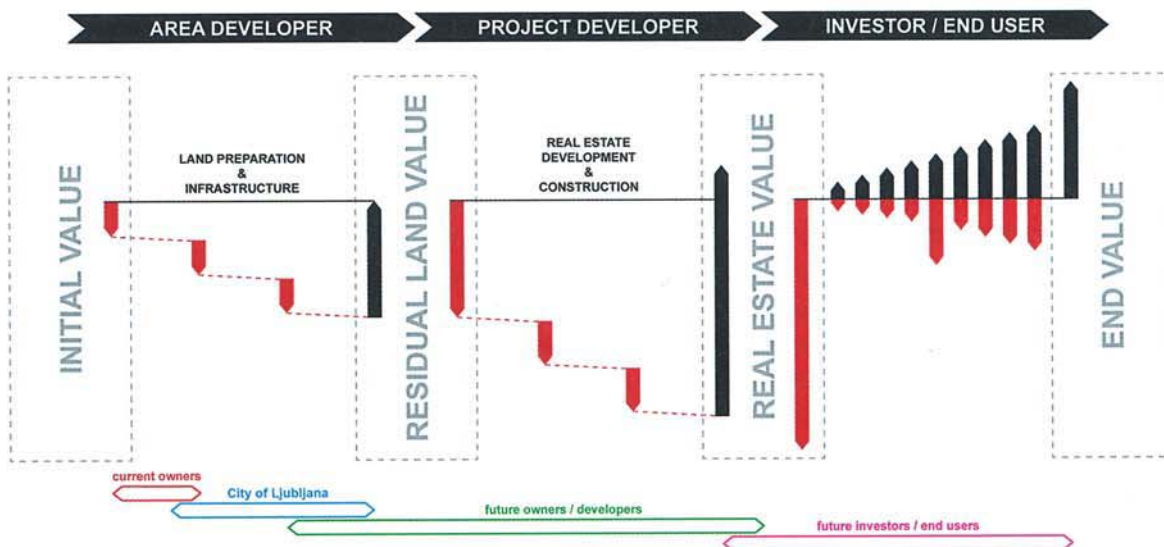 AREA DEVELOPER
PROJECT DEVELOPER
INVESTOR / END USER
INITIAL VALUE
LAND PREPARATION
&
INFRASTRUCTURE
RESIDUAL LAND VALUE
REAL ESTATE
DEVELOPMENT
&
CONSTRUCTION
REAL ESTATE VALUE
END VALUE
current owners
City of Ljubljana
future owners / developers
future investors / end users